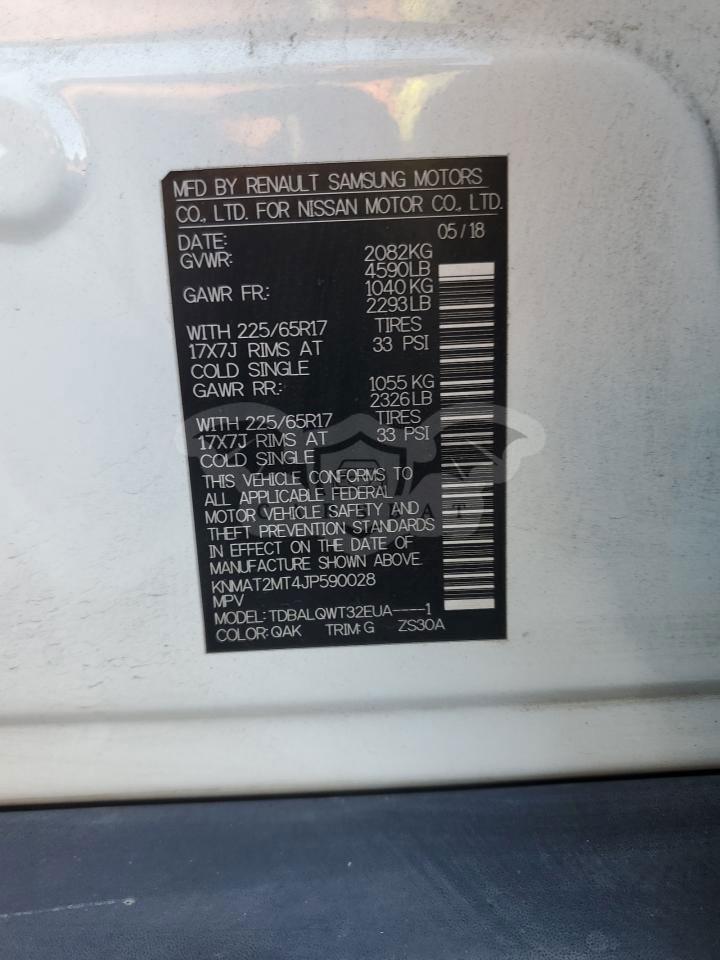 MFD BY RENAULT SAMSUNG MOTORS
CO., LTD. FOR NISSAN MOTOR CO., LTD.
DATE: 05/18
GVWR: 2082KG
4590LB
GAWR FR.: 1040KG
2293LB
WITH 225/65R17 TIRES
17X7J RIMS AT 33 PSI
COLD SINGLE
GAWR RR.: 1055 KG
2326LB
WITH 225/65R17 TIRES
17X7J RIMS AT 33 PSI
COLD SINGLE
THIS VEHICLE CONFORMS TO
ALL APPLICABLE FEDERAL
MOTOR VEHICLE SAFETY AND
THEFT PREVENTION STANDARDS
IN EFFECT ON THE DATE OF
MANUFACTURE SHOWN ABOVE.
KNMAT2MT4JP590028
MPV
MODEL: TDBALQWT32EUA----1
COLOR: QAK TRIM: G ZS30A